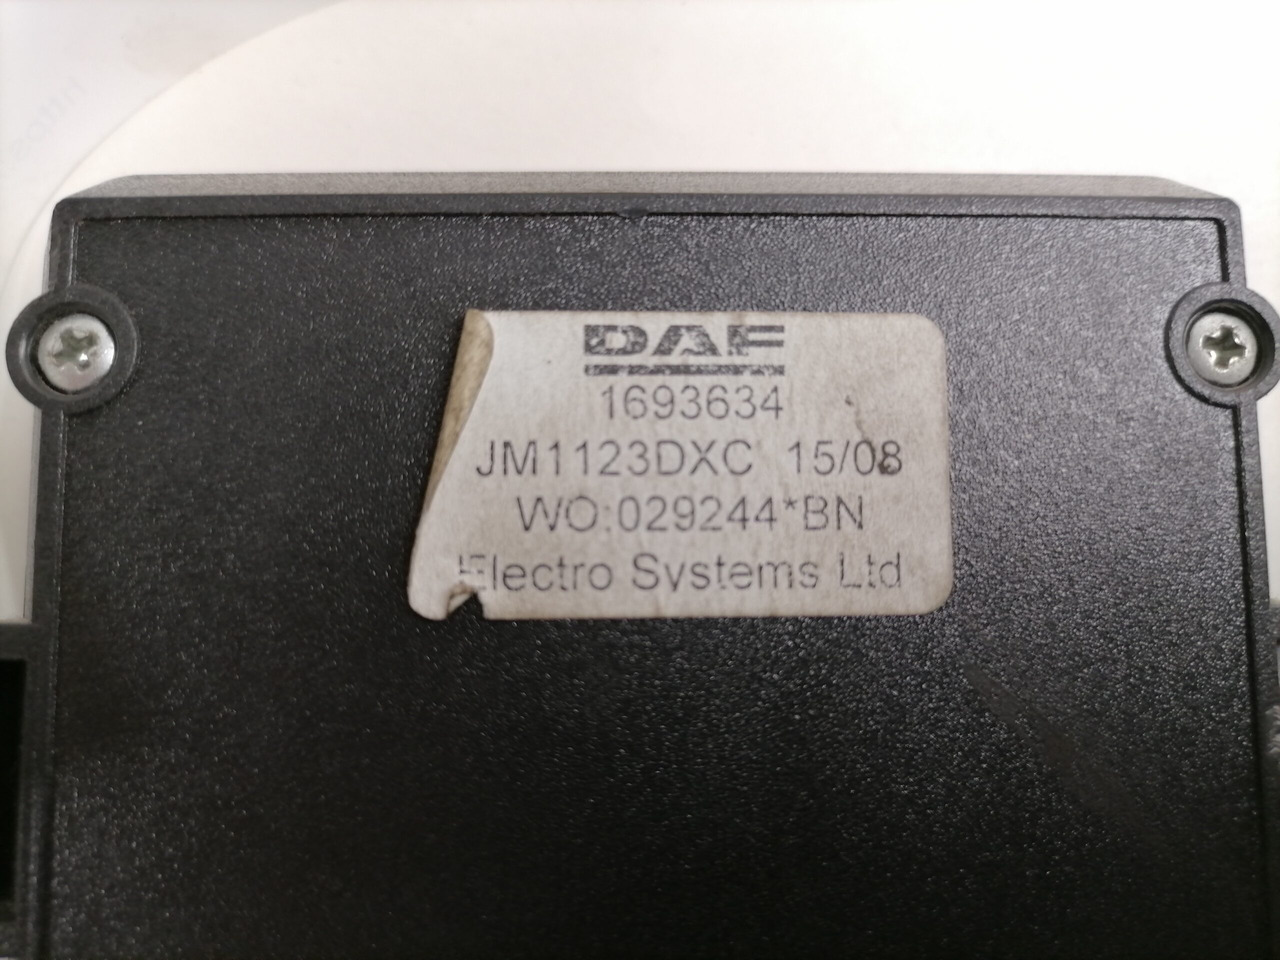 DAF
1693634
JM1123DXC 15/08
WO:029244*BN
Electro Systems Ltd